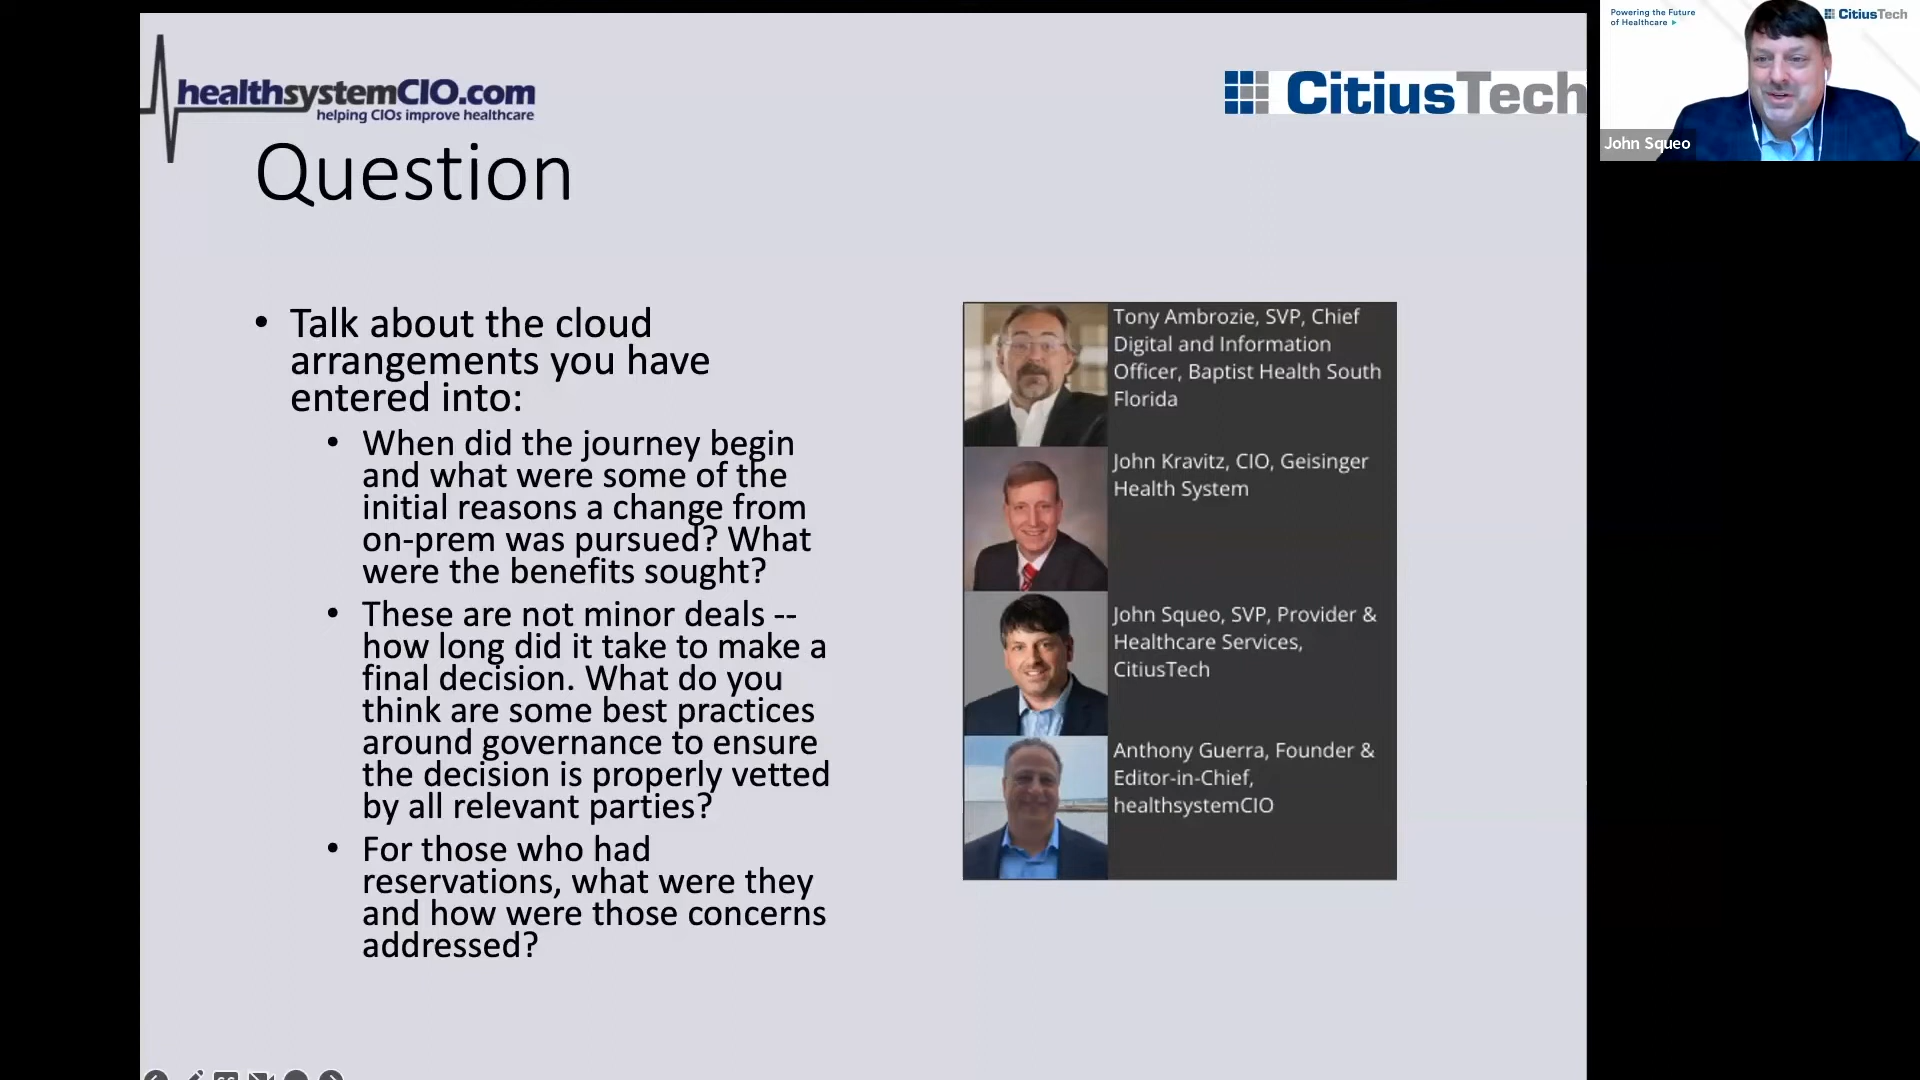 healthsystemCIO.com
helping CIOs improve healthcare
CitiusTech
Powering the Future
of Healthcare
CitiusTech
John Squeo
Question
• Talk about the cloud
arrangements you have
entered into:
• When did the journey begin
and what were some of the
initial reasons a change from
on-prem was pursued? What
were the benefits sought?
• These are not minor deals --
how long did it take to make a
final decision. What do you
think are some best practices
around governance to ensure
the decision is properly vetted
by all relevant parties?
• For those who had
reservations, what were they
and how were those concerns
addressed?
Tony Ambrozie, SVP, Chief
Digital and Information
Officer, Baptist Health South
Florida
John Kravitz, CIO, Geisinger
Health System
John Squeo, SVP, Provider &
Healthcare Services,
CitiusTech
Anthony Guerra, Founder &
Editor-in-Chief,
healthsystemCIO